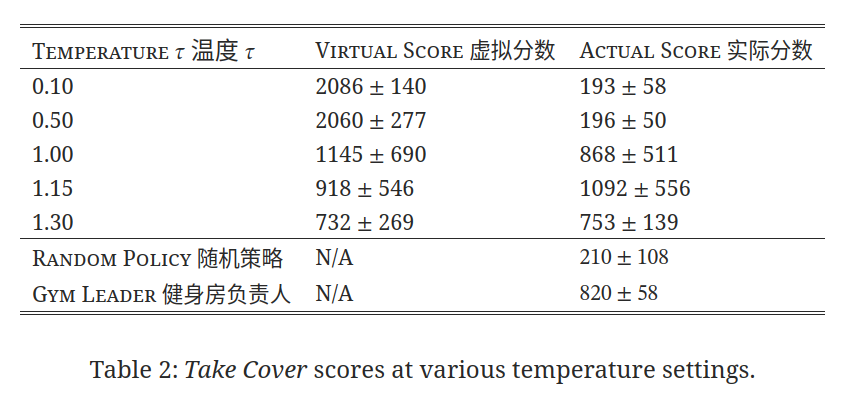 TEMPERATURE τ 温度 τ VIRTUAL SCORE 虚拟分数 ACTUAL SCORE 实际分数
0.10 2086 ± 140 193 ± 58
0.50 2060 ± 277 196 ± 50
1.00 1145 ± 690 868 ± 511
1.15 918 ± 546 1092 ± 556
1.30 732 ± 269 753 ± 139
RANDOM POLICY 随机策略 N/A 210 ± 108
GYM LEADER 健身房负责人 N/A 820 ± 58
Table 2: Take Cover scores at various temperature settings.